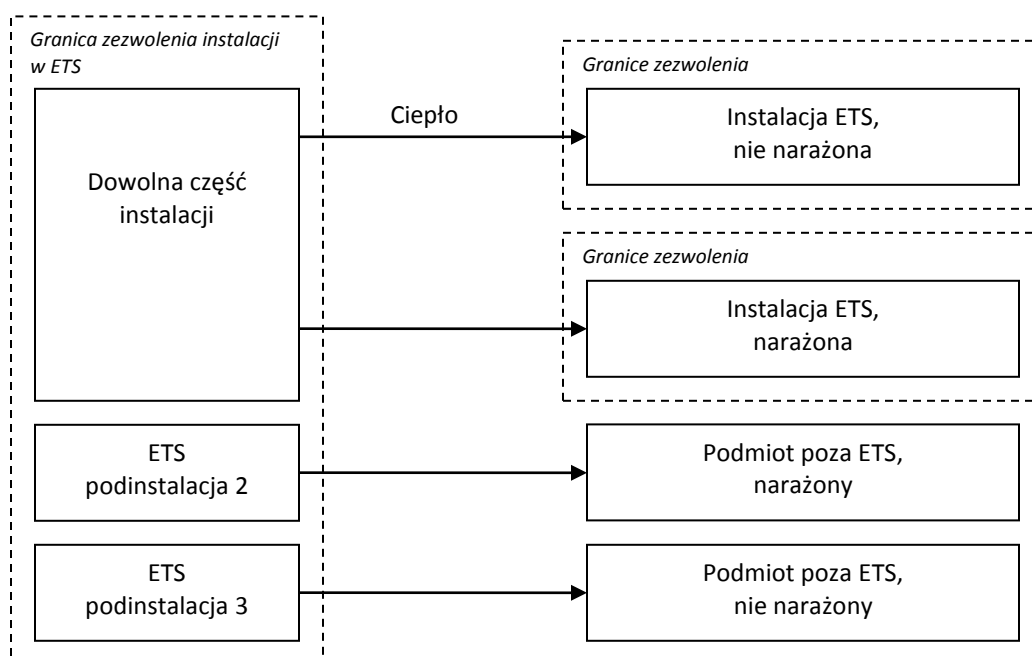 Granica zezwolenia instalacji
w ETS
Dowolna część
instalacji
Ciepło
Granice zezwolenia
Instalacja ETS,
nie narażona
Granice zezwolenia
Instalacja ETS,
narażona
ETS
podinstalacja 2
Podmiot poza ETS,
narażony
ETS
podinstalacja 3
Podmiot poza ETS,
nie narażony